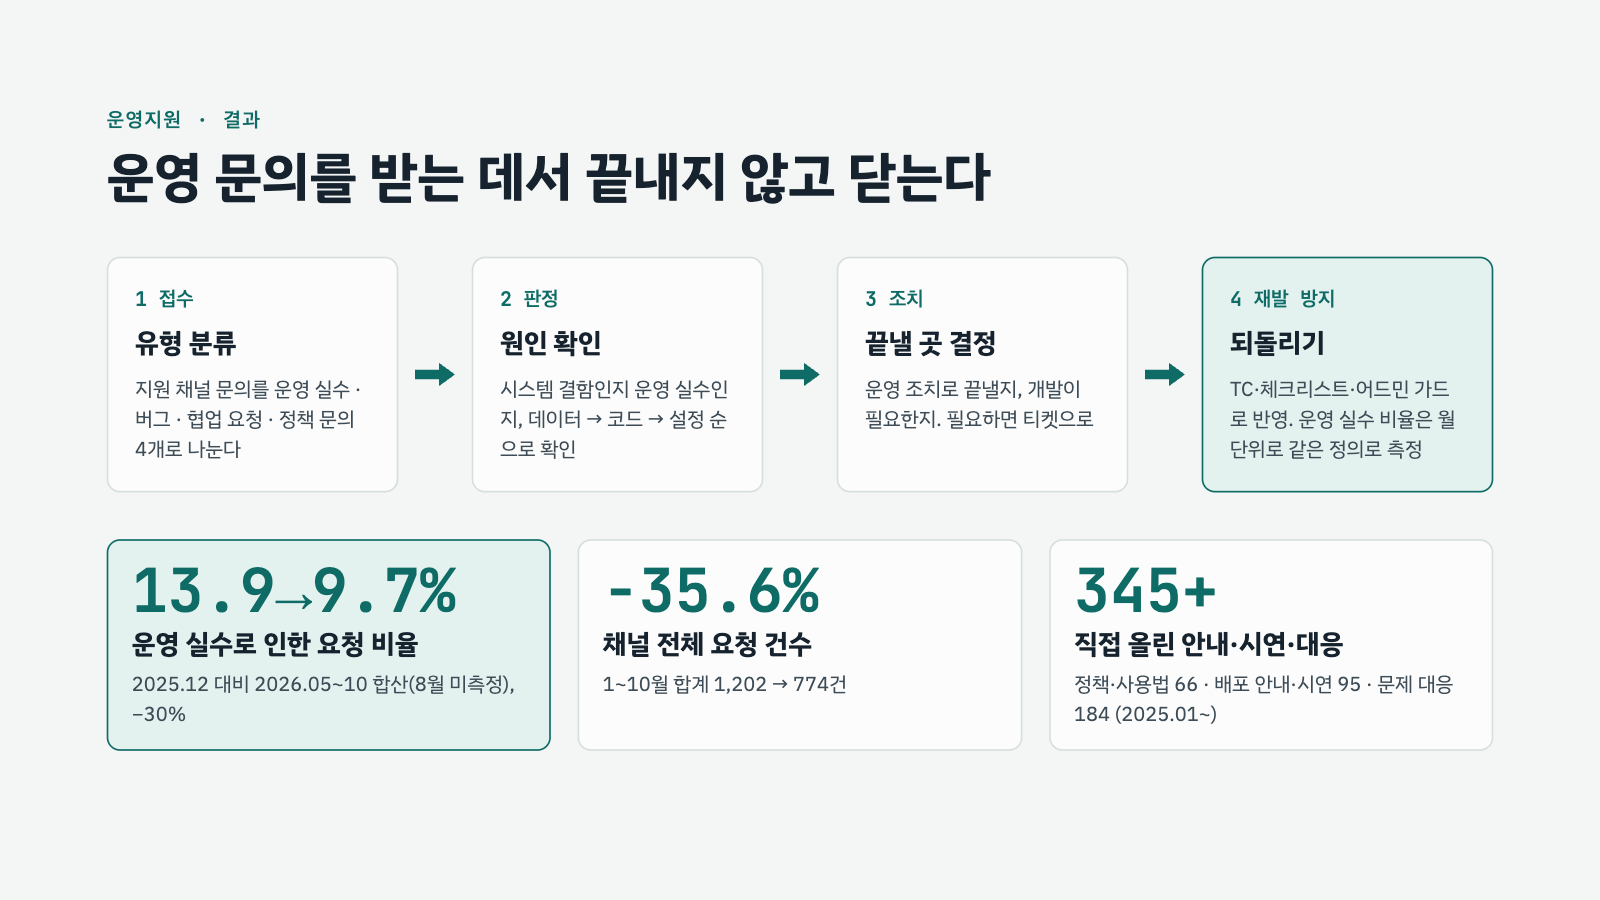 운영지원 · 결과
운영 문의를 받는 데서 끝내지 않고 닫는다
1 접수
유형 분류
지원 채널 문의를 운영 실수 ·
버그 · 협업 요청 · 정책 문의
4개로 나눈다
2 판정
원인 확인
시스템 결함인지 운영 실수인
지, 데이터 → 코드 → 설정 순
으로 확인
3 조치
끝낼 곳 결정
운영 조치로 끝낼지, 개발이
필요한지. 필요하면 티켓으로
4 재발 방지
되돌리기
TC·체크리스트·어드민 가드
로 반영. 운영 실수 비율은 월
단위로 같은 정의로 측정
13.9→9.7%
운영 실수로 인한 요청 비율
2025.12 대비 2026.05~10 합산(8월 미측정),
−30%
-35.6%
채널 전체 요청 건수
1~10월 합계 1,202 → 774건
345+
직접 올린 안내·시연·대응
정책·사용법 66 · 배포 안내·시연 95 · 문제 대응
184 (2025.01~)